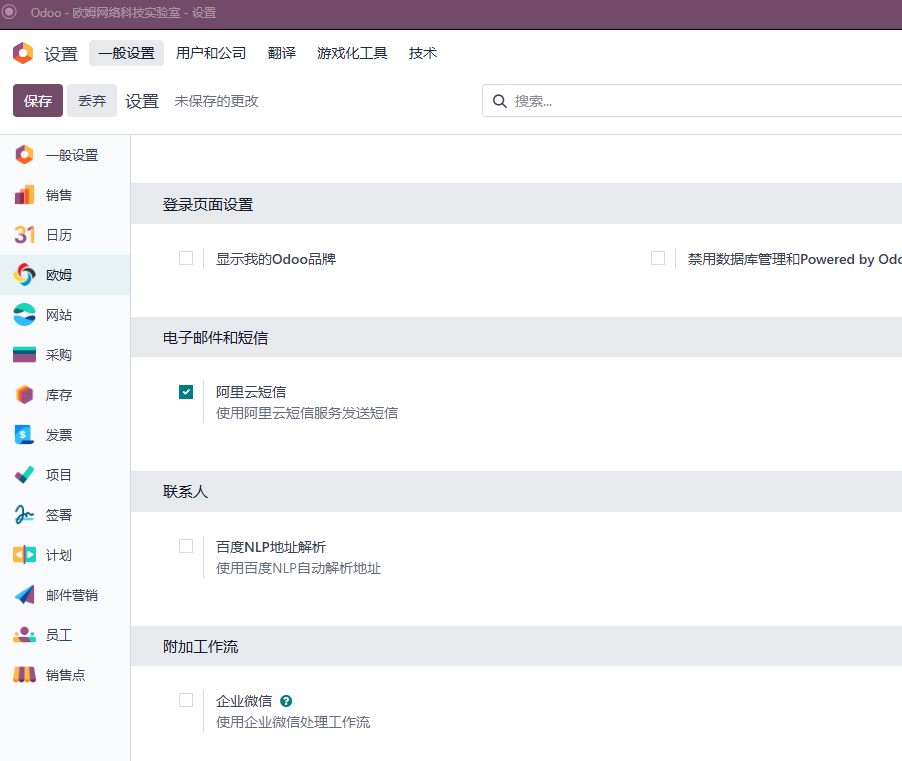 Odoo - 欧姆网络科技实验室 - 设置
设置 一般设置 用户和公司 翻译 游戏化工具 技术
保存 丢弃 设置 未保存的更改 搜索...
一般设置
销售
31 日历
欧姆
网站
采购
库存
$ 发票
项目
签署
计划
邮件营销
员工
销售点
登录页面设置
显示我的Odoo品牌 禁用数据库管理和Powered by Odo
电子邮件和短信
阿里云短信
使用阿里云短信服务发送短信
联系人
百度NLP地址解析
使用百度NLP自动解析地址
附加工作流
企业微信 ?
使用企业微信处理工作流